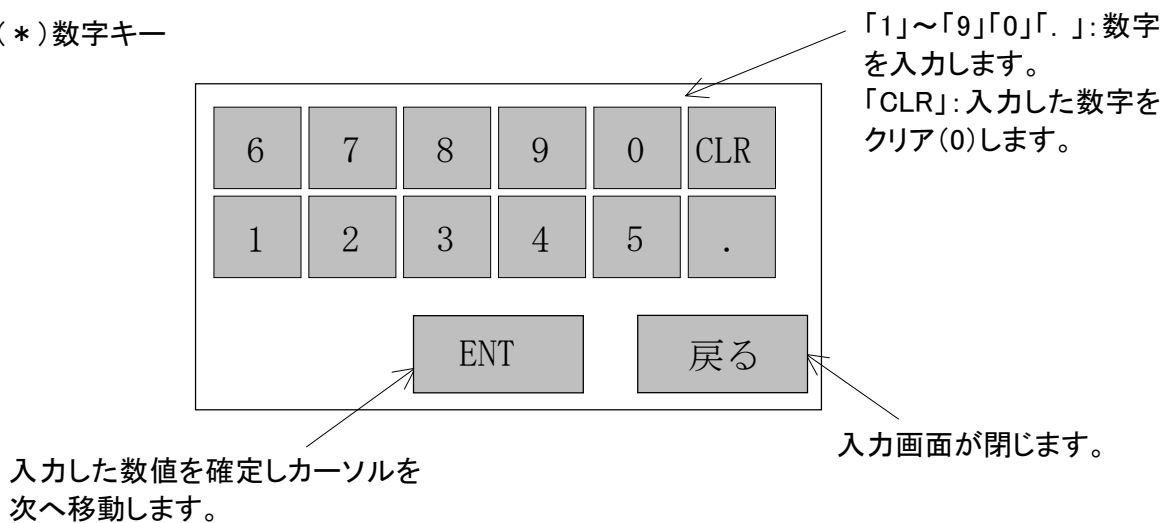 (*)数字キー
「1」～「9」「0」「. 」：数字
を入力します。
「CLR」：入力した数字を
クリア(0)します。
6 7 8 9 0 CLR
1 2 3 4 5 .
ENT 戻る
入力画面が閉じます。
入力した数値を確定しカーソルを
次へ移動します。